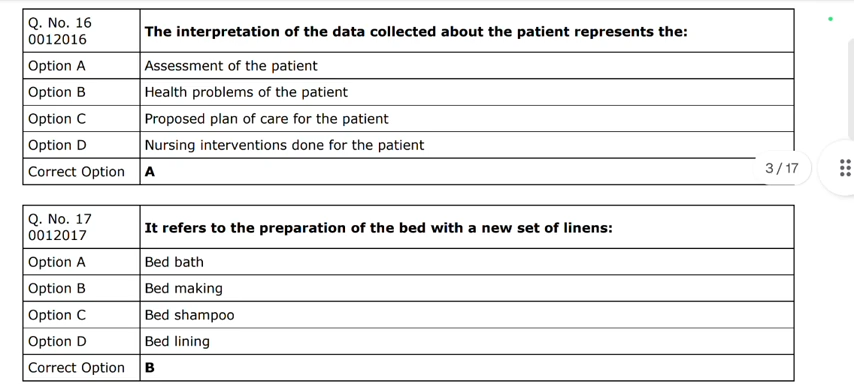 Q. No. 16
0012016
The interpretation of the data collected about the patient represents the:
Option A Assessment of the patient
Option B Health problems of the patient
Option C Proposed plan of care for the patient
Option D Nursing interventions done for the patient
Correct Option A
3 / 17
Q. No. 17
0012017
It refers to the preparation of the bed with a new set of linens:
Option A Bed bath
Option B Bed making
Option C Bed shampoo
Option D Bed lining
Correct Option B